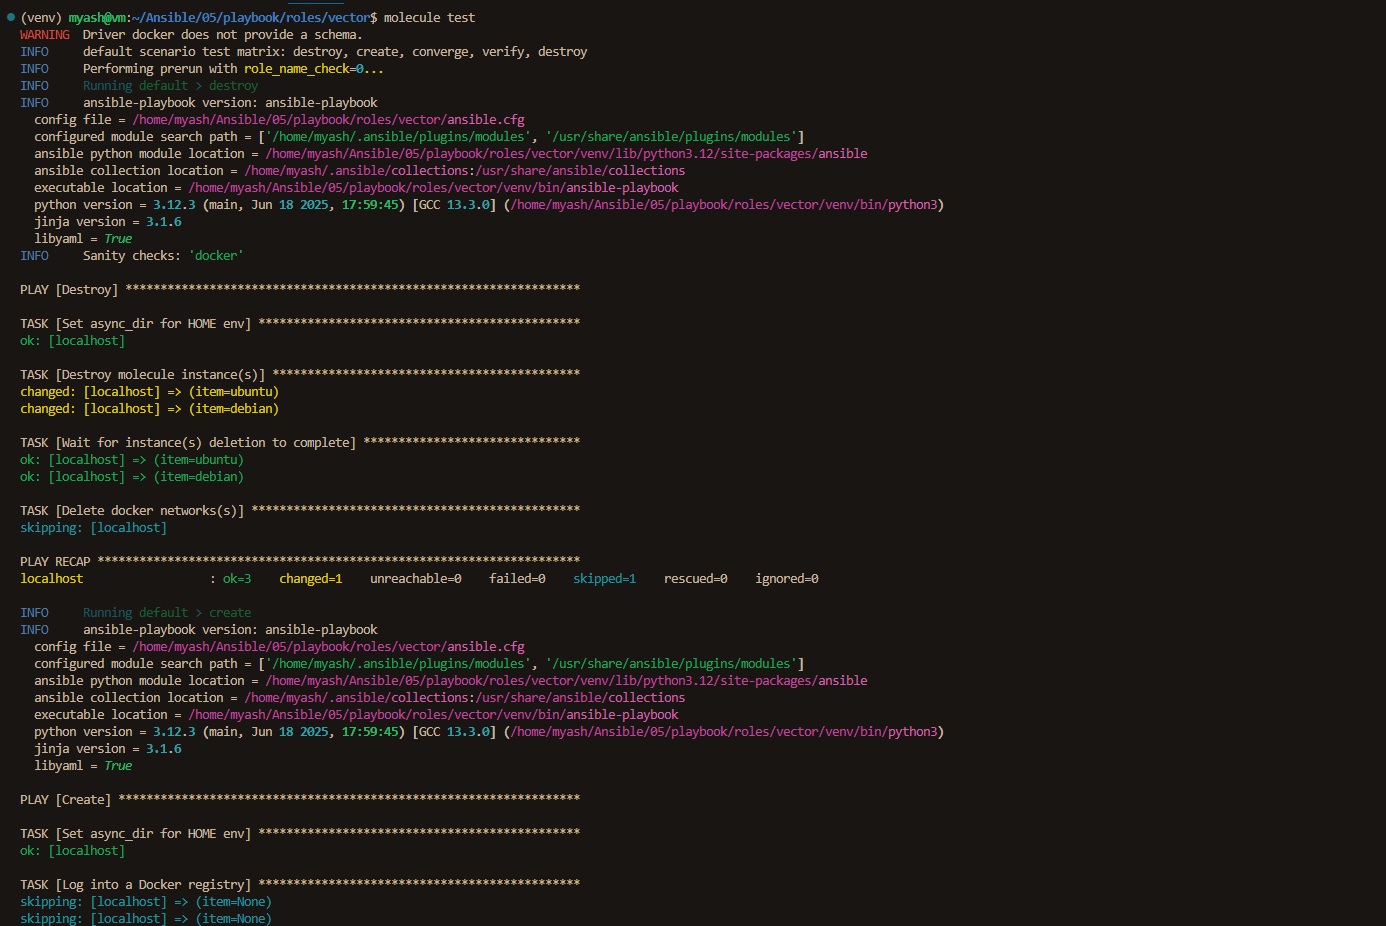 (venv) myash@vm:~/Ansible/05/playbook/roles/vector$ molecule test
WARNING  Driver docker does not provide a schema.
INFO     default scenario test matrix: destroy, create, converge, verify, destroy
INFO     Performing prerun with role_name_check=0...
INFO     Running default > destroy
INFO     ansible-playbook version: ansible-playbook
  config file = /home/myash/Ansible/05/playbook/roles/vector/ansible.cfg
  configured module search path = ['/home/myash/.ansible/plugins/modules', '/usr/share/ansible/plugins/modules']
  ansible python module location = /home/myash/Ansible/05/playbook/roles/vector/venv/lib/python3.12/site-packages/ansible
  ansible collection location = /home/myash/.ansible/collections:/usr/share/ansible/collections
  executable location = /home/myash/Ansible/05/playbook/roles/vector/venv/bin/ansible-playbook
  python version = 3.12.3 (main, Jun 18 2025, 17:59:45) [GCC 13.3.0] (/home/myash/Ansible/05/playbook/roles/vector/venv/bin/python3)
  jinja version = 3.1.6
  libyaml = True
INFO     Sanity checks: 'docker'

PLAY [Destroy] *****************************************************************

TASK [Set async_dir for HOME env] **********************************************
ok: [localhost]

TASK [Destroy molecule instance(s)] ********************************************
changed: [localhost] => (item=ubuntu)
changed: [localhost] => (item=debian)

TASK [Wait for instance(s) deletion to complete] *******************************
ok: [localhost] => (item=ubuntu)
ok: [localhost] => (item=debian)

TASK [Delete docker networks(s)] ***********************************************
skipping: [localhost]

PLAY RECAP *********************************************************************
localhost                  : ok=3    changed=1    unreachable=0    failed=0    skipped=1    rescued=0    ignored=0

INFO     Running default > create
INFO     ansible-playbook version: ansible-playbook
  config file = /home/myash/Ansible/05/playbook/roles/vector/ansible.cfg
  configured module search path = ['/home/myash/.ansible/plugins/modules', '/usr/share/ansible/plugins/modules']
  ansible python module location = /home/myash/Ansible/05/playbook/roles/vector/venv/lib/python3.12/site-packages/ansible
  ansible collection location = /home/myash/.ansible/collections:/usr/share/ansible/collections
  executable location = /home/myash/Ansible/05/playbook/roles/vector/venv/bin/ansible-playbook
  python version = 3.12.3 (main, Jun 18 2025, 17:59:45) [GCC 13.3.0] (/home/myash/Ansible/05/playbook/roles/vector/venv/bin/python3)
  jinja version = 3.1.6
  libyaml = True

PLAY [Create] ******************************************************************

TASK [Set async_dir for HOME env] **********************************************
ok: [localhost]

TASK [Log into a Docker registry] **********************************************
skipping: [localhost] => (item=None)
skipping: [localhost] => (item=None)